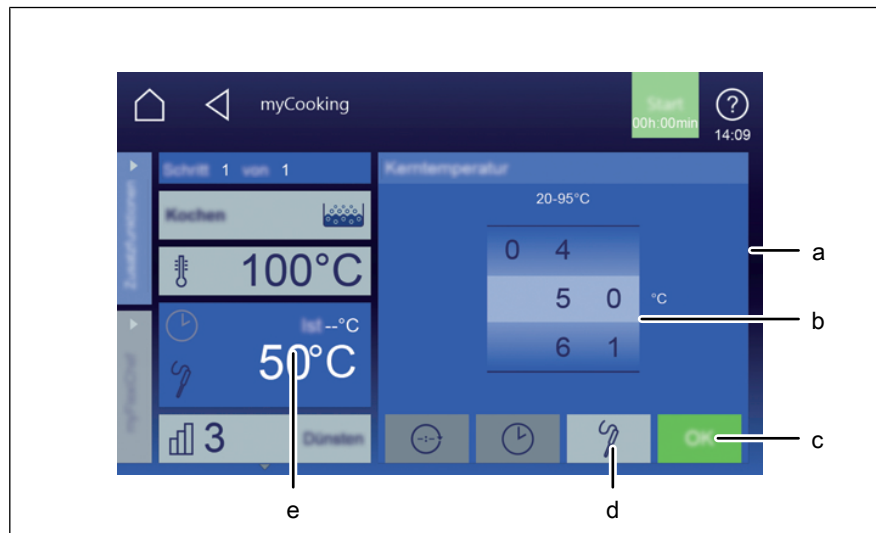 myCooking
Start
00h:00min
14:09
Zusatzfunktionen
Schritt 1 von 1
Kochen
100°C
Ist --°C
50°C
3 Dünsten
Kerntemperatur
20-95°C
0 4
5 0 °C
6 1
-:-
OK
a
b
c
d
e